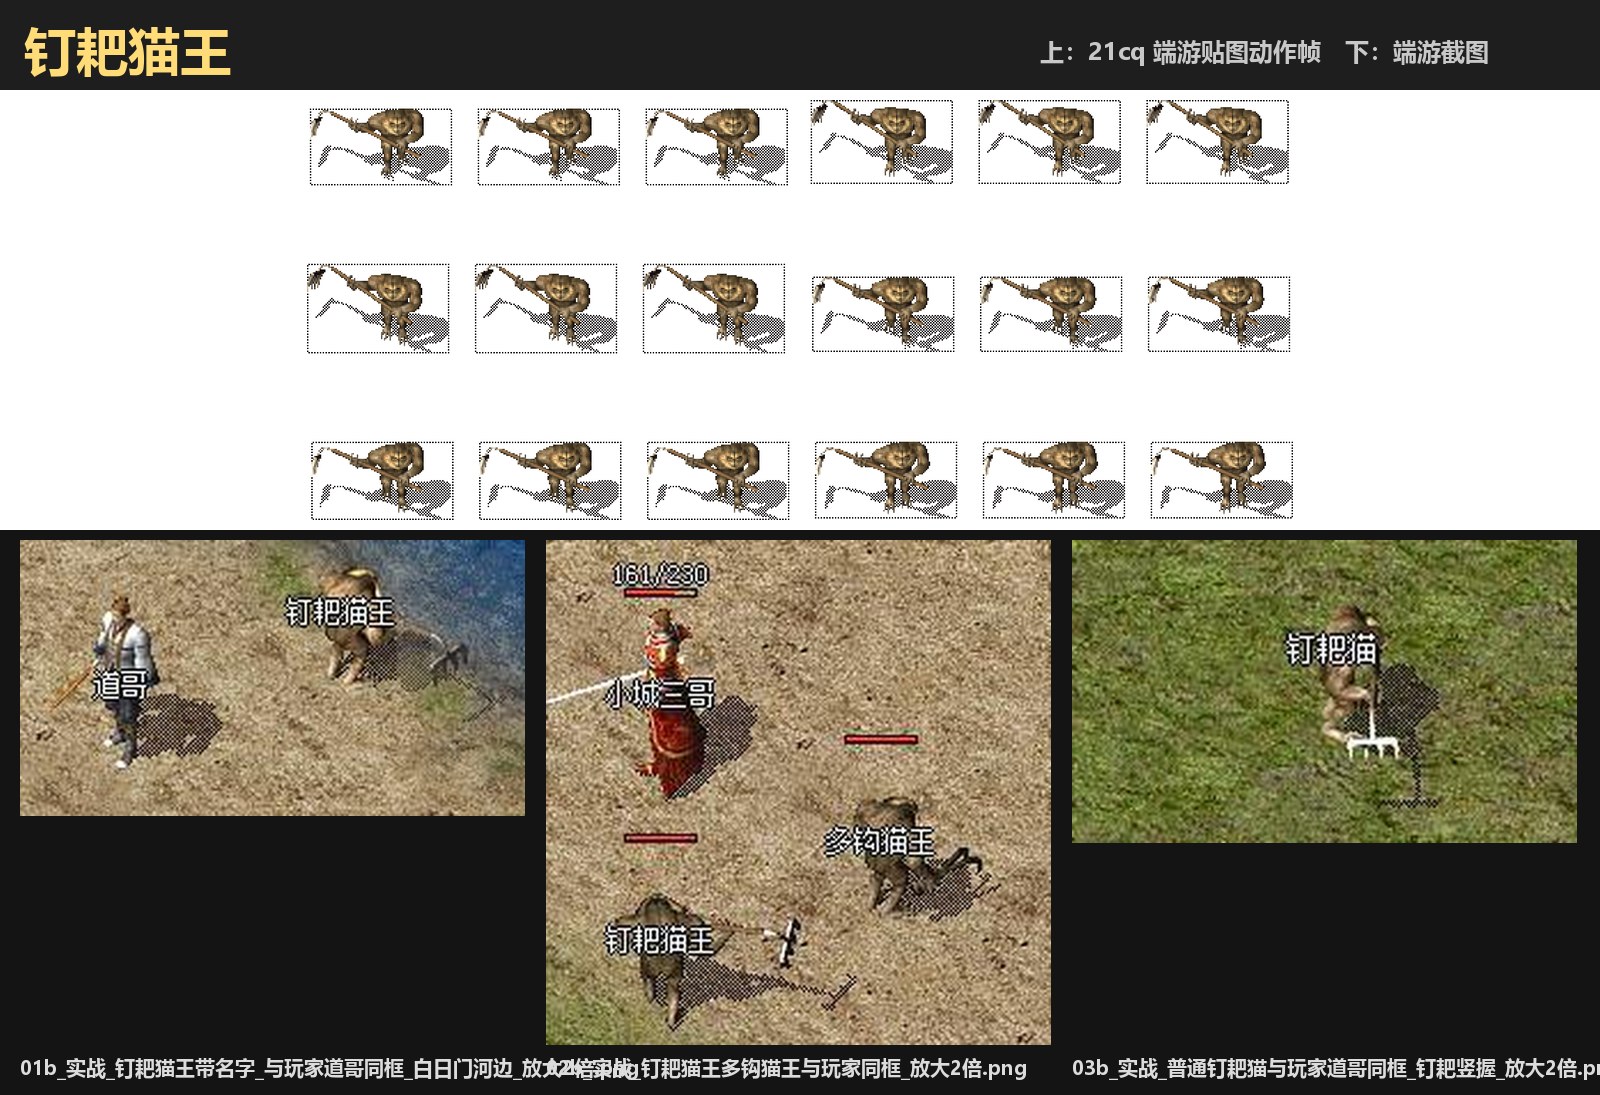 钉耙猫王
上：21cq 端游贴图动作帧　下：端游截图
钉耙猫王
道哥
161/230
小城三哥
多钩猫王
钉耙猫王
钉耙猫
01b_实战_钉耙猫王带名字_与玩家道哥同框_白日门河边_放大2倍.png
_钉耙猫王多钩猫王与玩家同框_放大2倍.png
03b_实战_普通钉耙猫与玩家道哥同框_钉耙竖握_放大2倍.p